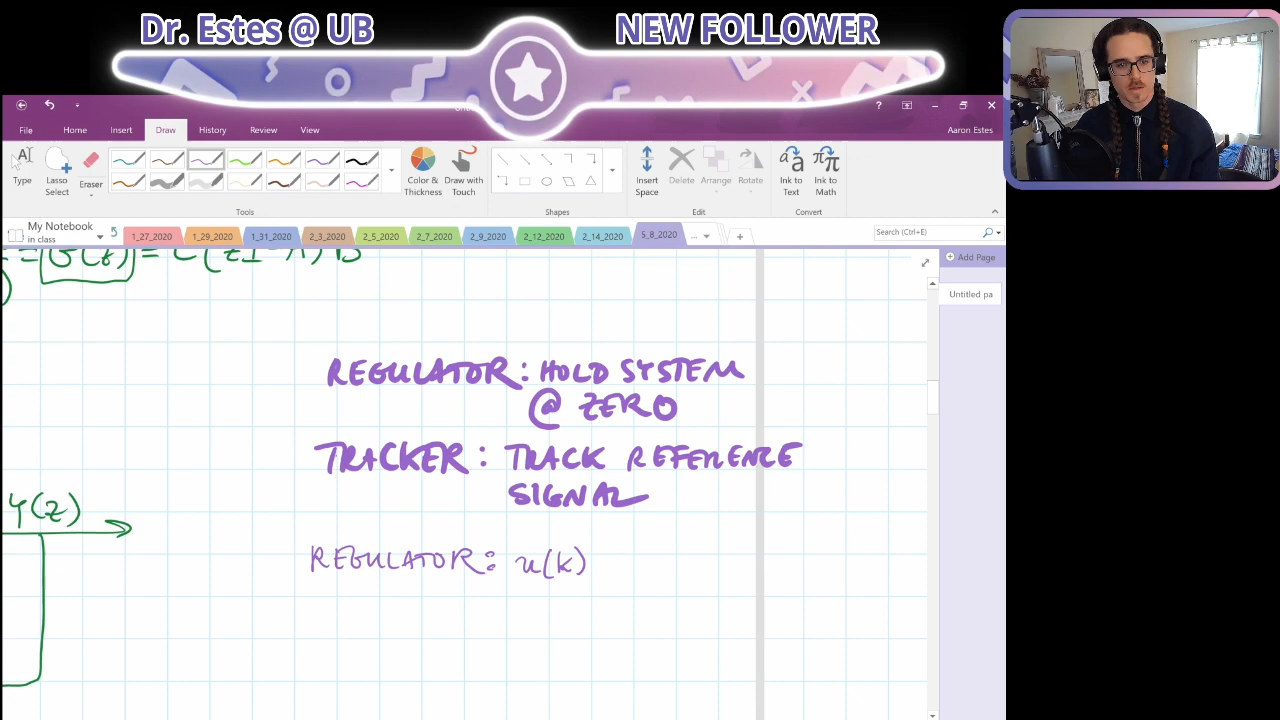 Dr. Estes @ UB
NEW FOLLOWER
File Home Insert Draw History Review View
Aaron Estes
Type
Lasso Select
Eraser
Color & Thickness
Draw with Touch
Insert Space
Delete
Arrange
Rotate
Ink to Text
Ink to Math
Tools
Shapes
Edit
Convert
My Notebook
in class
1_27_2020 1_29_2020 1_31_2020 2_3_2020 2_5_2020 2_7_2020 2_9_2020 2_12_2020 2_14_2020 5_8_2020 ...
Search (Ctrl+E)
Add Page
Untitled pa
REGULATOR: HOLD SYSTEM
@ ZERO
TRACKER: TRACK REFERENCE
SIGNAL
Y(z)
REGULATOR: u(k)